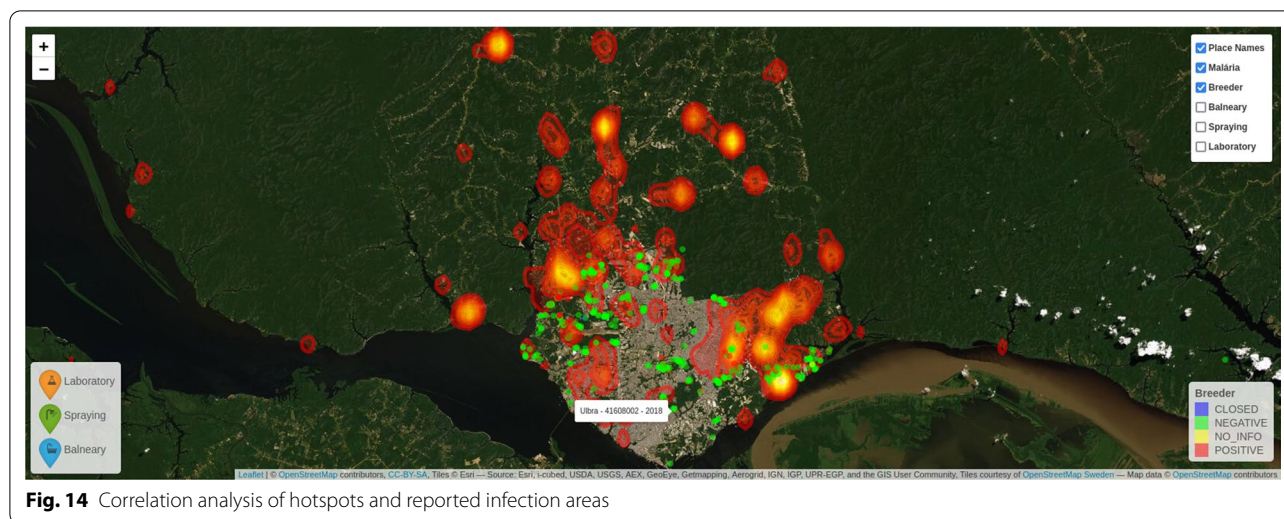 +
−
Place Names
Malária
Breeder
Balneary
Spraying
Laboratory
Laboratory
Spraying
Balneary
Ulbra - 41608002 - 2018
Breeder
CLOSED
NEGATIVE
NO_INFO
POSITIVE
Leaflet | © OpenStreetMap contributors, CC-BY-SA, Tiles © Esri — Source: Esri, i-cubed, USDA, USGS, AEX, GeoEye, Getmapping, Aerogrid, IGN, IGP, UPR-EGP, and the GIS User Community, Tiles courtesy of OpenStreetMap Sweden — Map data © OpenStreetMap contributors
Fig. 14 Correlation analysis of hotspots and reported infection areas